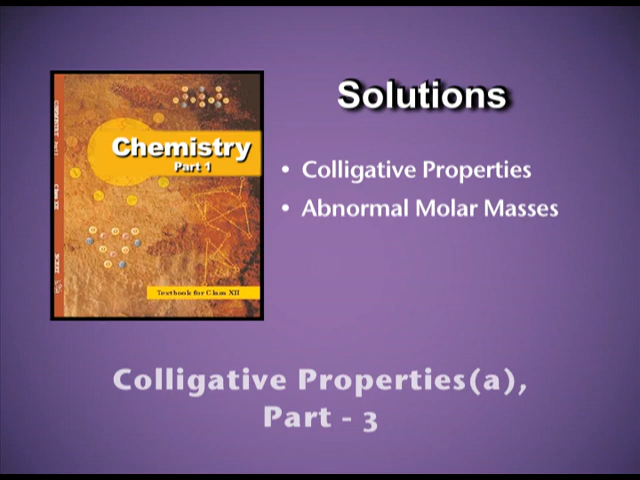 Solutions
Chemistry
Part 1
• Colligative Properties
• Abnormal Molar Masses
Textbook for Class XII
Colligative Properties(a),
Part - 3